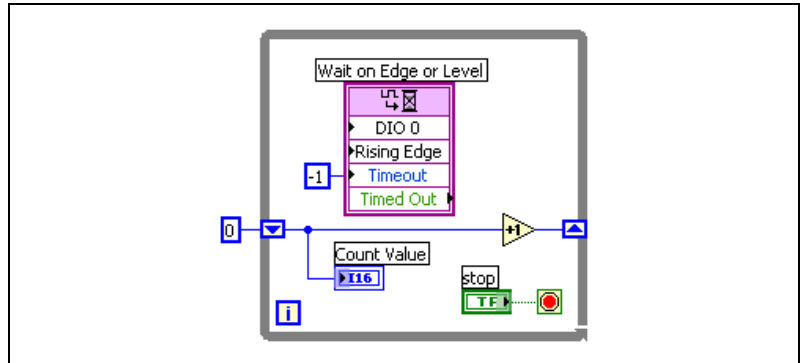 Wait on Edge or Level
DIO 0
Rising Edge
-1
Timeout
Timed Out
0
+1
Count Value
I16
stop
TF
i